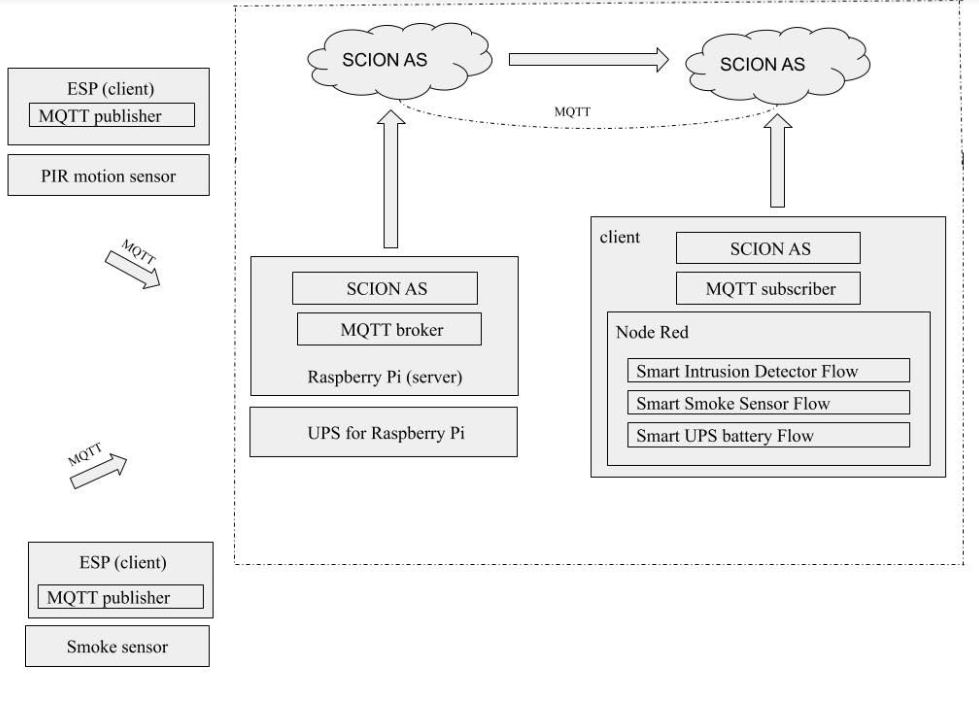 SCION AS
SCION AS
MQTT
ESP (client)
MQTT publisher
PIR motion sensor
MQTT
SCION AS
MQTT broker
Raspberry Pi (server)
UPS for Raspberry Pi
client
SCION AS
MQTT subscriber
Node Red
Smart Intrusion Detector Flow
Smart Smoke Sensor Flow
Smart UPS battery Flow
MQTT
ESP (client)
MQTT publisher
Smoke sensor